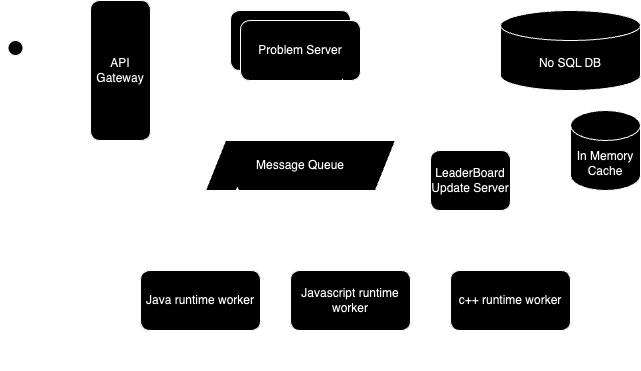 API
Gateway
Problem Server
No SQL DB
Message Queue
LeaderBoard
Update Server
In Memory
Cache
Java runtime worker
Javascript runtime
worker
c++ runtime worker